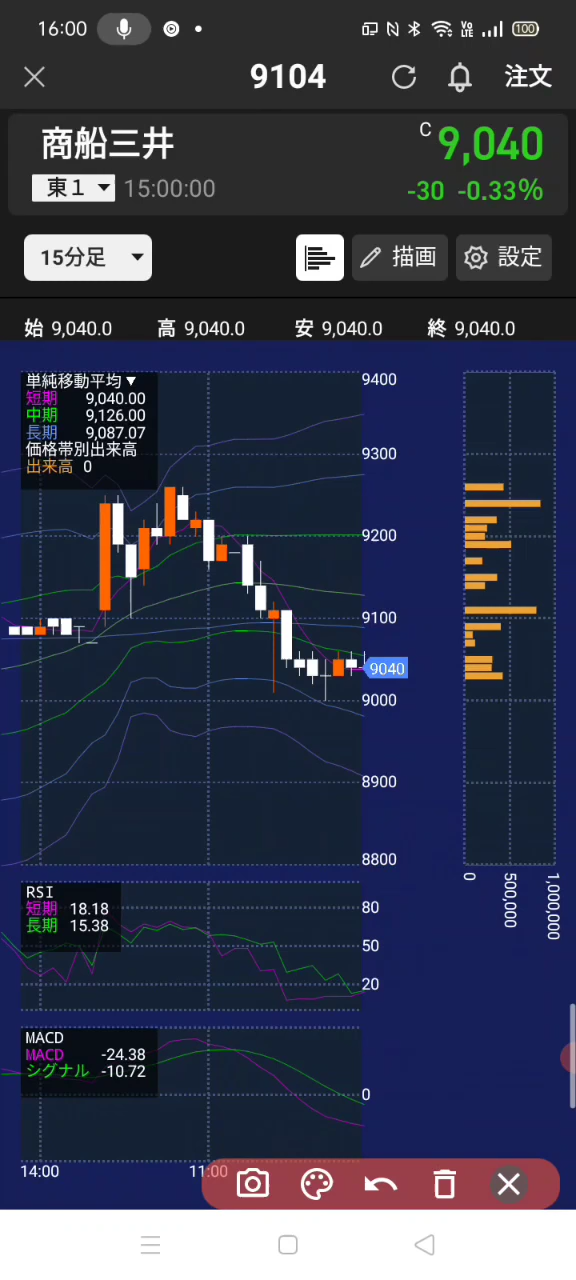 16:00
VO LTE
100
9104
注文
商船三井
C 9,040
東1 ▼ 15:00:00
-30 -0.33%
15分足
描画
設定
始 9,040.0 高 9,040.0 安 9,040.0 終 9,040.0
単純移動平均▼
短期 9,040.00
中期 9,126.00
長期 9,087.07
価格帯別出来高
出来高 0
9400
9300
9200
9100
9040
9000
8900
8800
0
500,000
1,000,000
RSI
短期 18.18
長期 15.38
80
50
20
MACD
MACD -24.38
シグナル -10.72
0
14:00 11:00